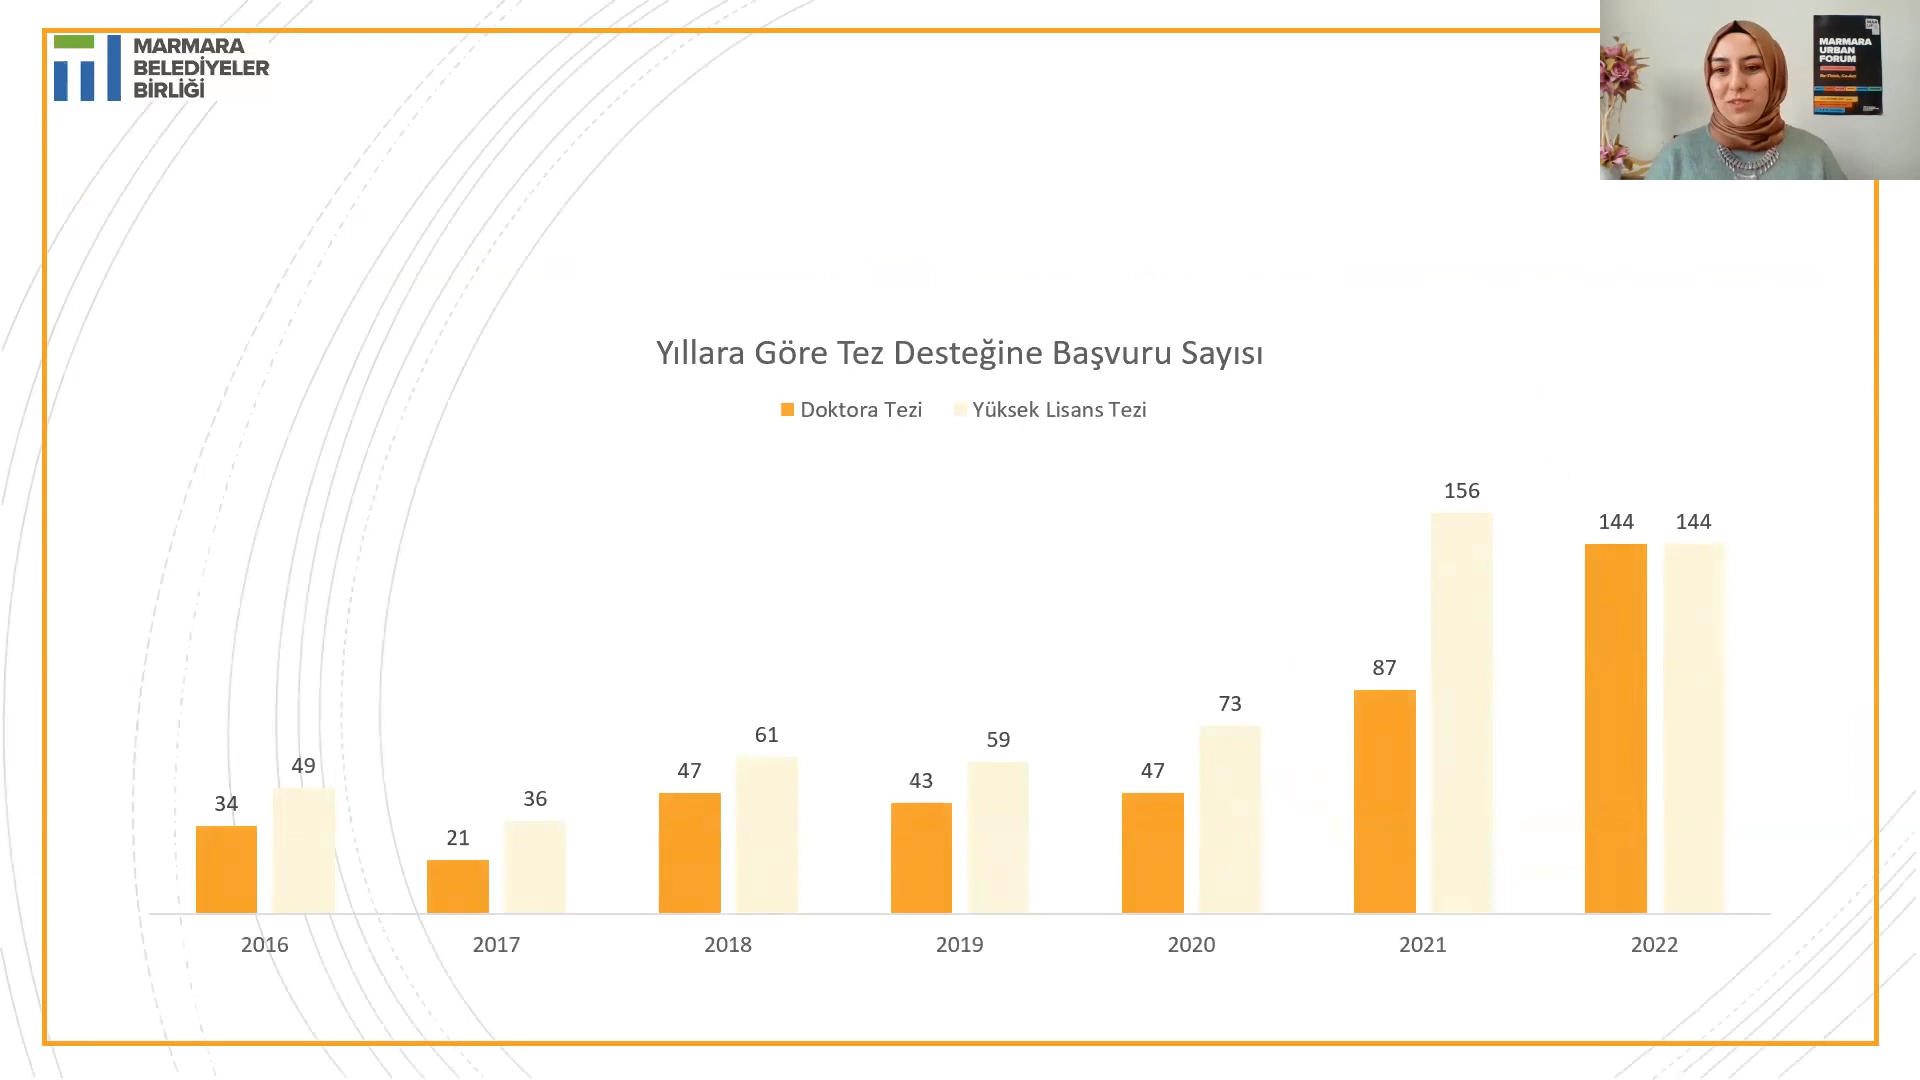 MARMARA
BELEDİYELER
BİRLİĞİ
MARMARA
URBAN
FORUM
Yıllara Göre Tez Desteğine Başvuru Sayısı
Doktora Tezi Yüksek Lisans Tezi
156
144 144
87
73
61
59
47
47
43
49
34
36
21
2016 2017 2018 2019 2020 2021 2022